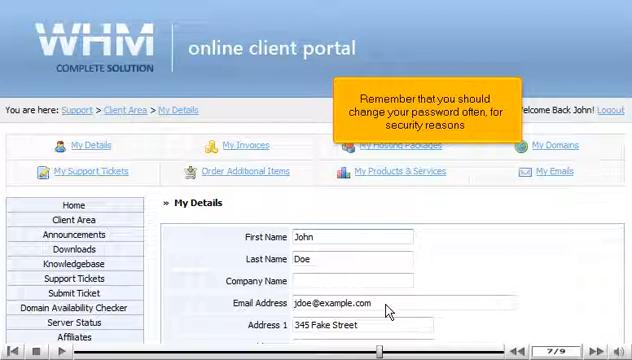 WHM
COMPLETE SOLUTION
online client portal
Remember that you should
change your password often, for
security reasons
You are here: Support > Client Area > My Details
elcome Back John! Logout
My Details My Invoices My Hosting Packages My Domains
My Support Tickets Order Additional Items My Products & Services My Emails
Home
Client Area
Announcements
Downloads
Knowledgebase
Support Tickets
Submit Ticket
Domain Availability Checker
Server Status
Affiliates
» My Details
First Name John
Last Name Doe
Company Name
Email Address jdoe@example.com
Address 1 345 Fake Street
7/9